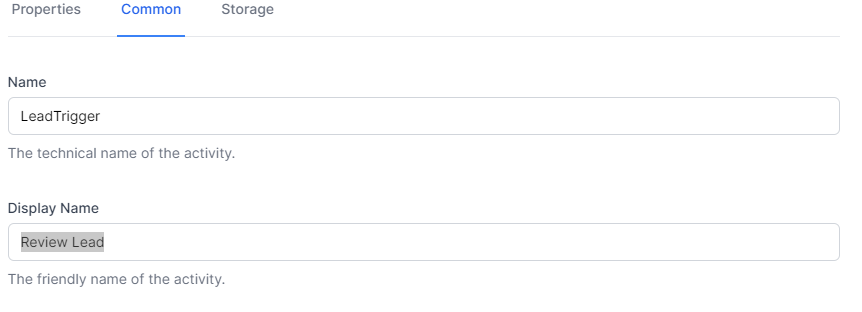 Properties Common Storage
Name
LeadTrigger
The technical name of the activity.
Display Name
Review Lead
The friendly name of the activity.